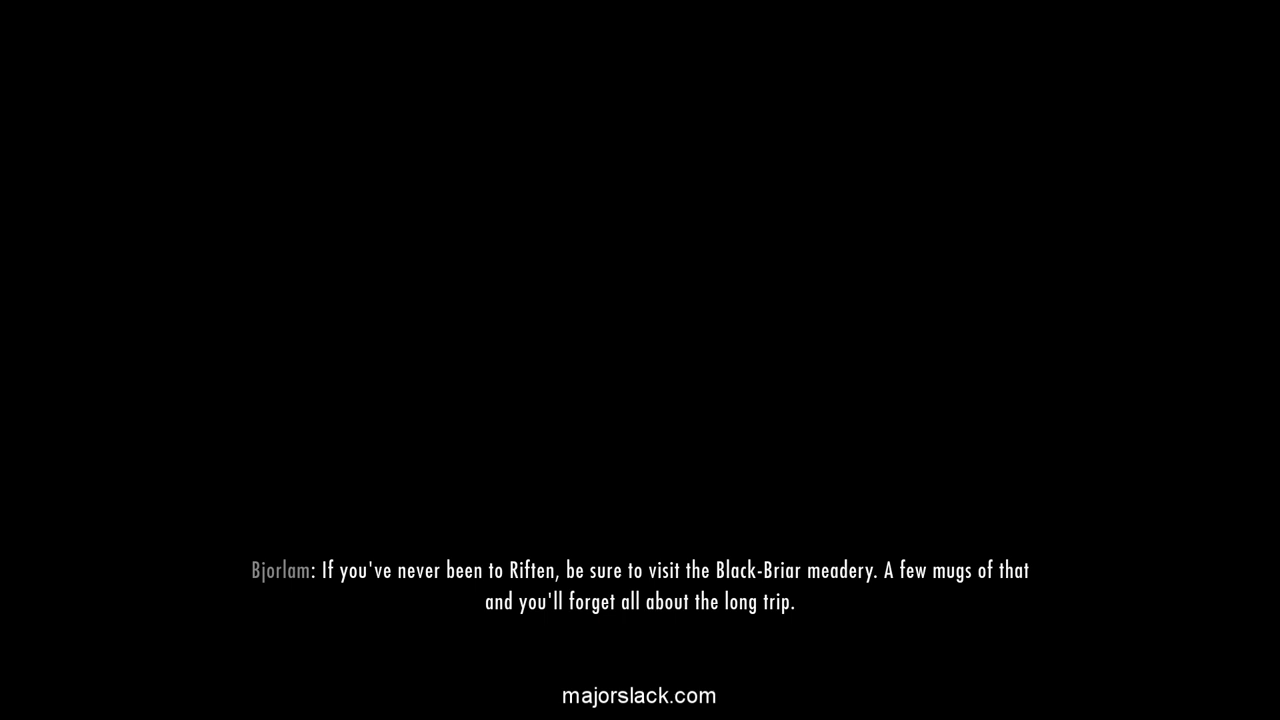 Bjorlam: If you've never been to Riften, be sure to visit the Black-Briar meadery. A few mugs of that
and you'll forget all about the long trip.
majorslack.com